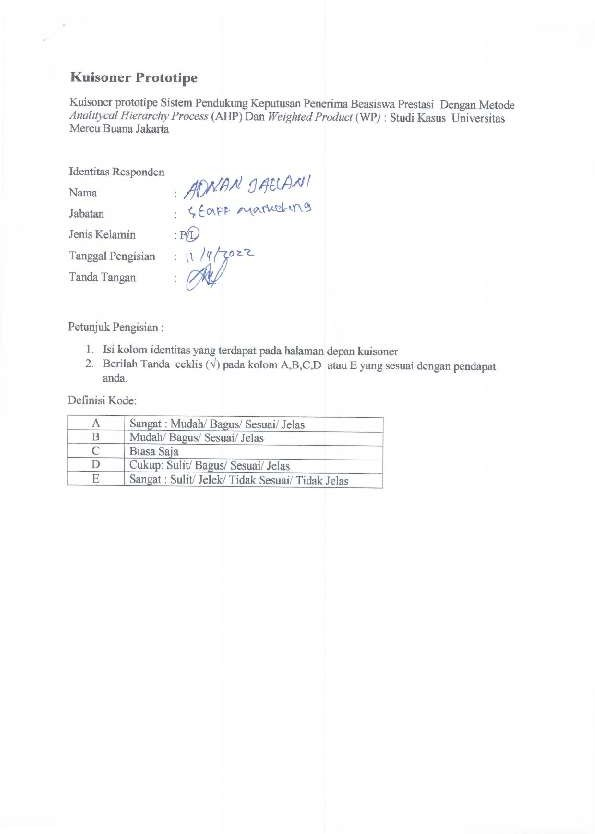 Kuisoner Prototipe
Kuisoner prototipe Sistem Pendukung Keputusan Penerima Beasiswa Prestasi Dengan Metode
Analitycal Hierarchy Process (AHP) Dan Weighted Product (WP) : Studi Kasus Universitas
Mercu Buana Jakarta
Identitas Responden
Nama : ADNAN JAELANI
Jabatan : Staff marketing
Jenis Kelamin : P/L
Tanggal Pengisian : 1/9/2022
Tanda Tangan :
Petunjuk Pengisian :
1. Isi kolom identitas yang terdapat pada halaman depan kuisoner
2. Berilah Tanda ceklis (√) pada kolom A,B,C,D atau E yang sesuai dengan pendapat
anda.
Definisi Kode:
A Sangat : Mudah/ Bagus/ Sesuai/ Jelas
B Mudah/ Bagus/ Sesuai/ Jelas
C Biasa Saja
D Cukup: Sulit/ Bagus/ Sesuai/ Jelas
E Sangat : Sulit/ Jelek/ Tidak Sesuai/ Tidak Jelas